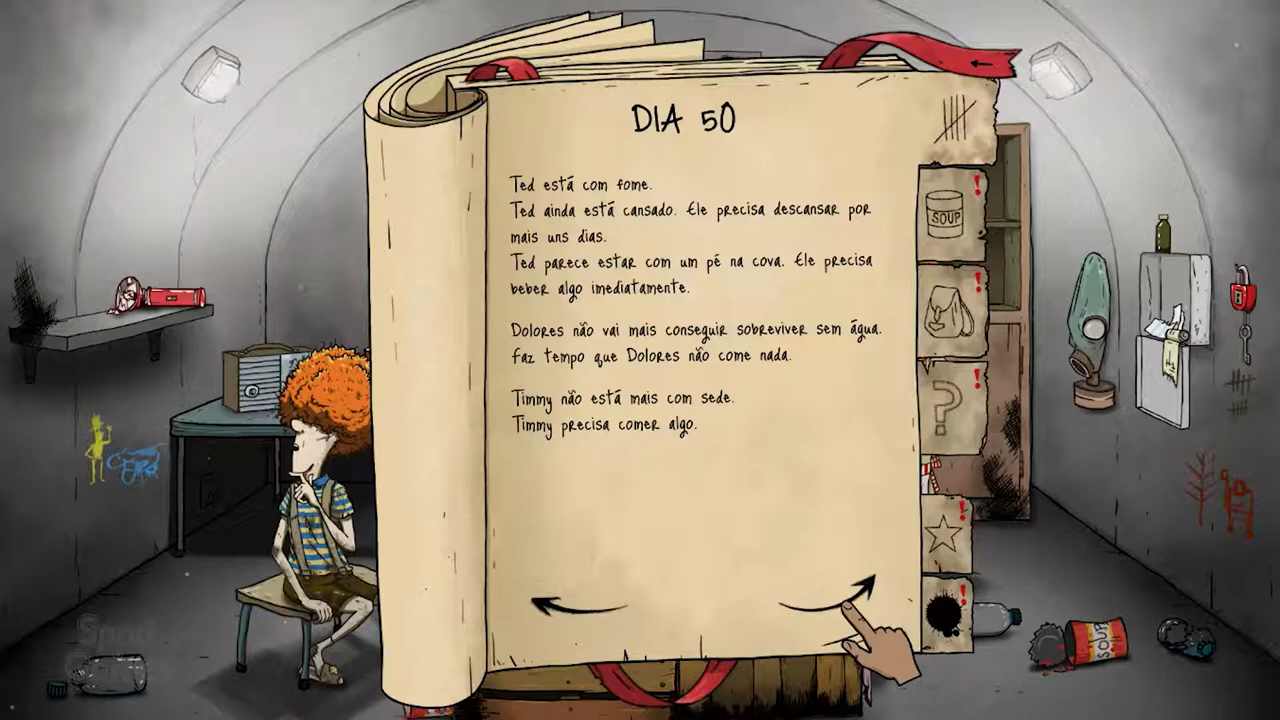 DIA 50
Ted está com fome.
Ted ainda está cansado. Ele precisa descansar por
mais uns dias.
Ted parece estar com um pé na cova. Ele precisa
beber algo imediatamente.
Dolores não vai mais conseguir sobreviver sem água.
Faz tempo que Dolores não come nada.
Timmy não está mais com sede.
Timmy precisa comer algo.
!
SOUP
!
!
?
!
!
SOUP